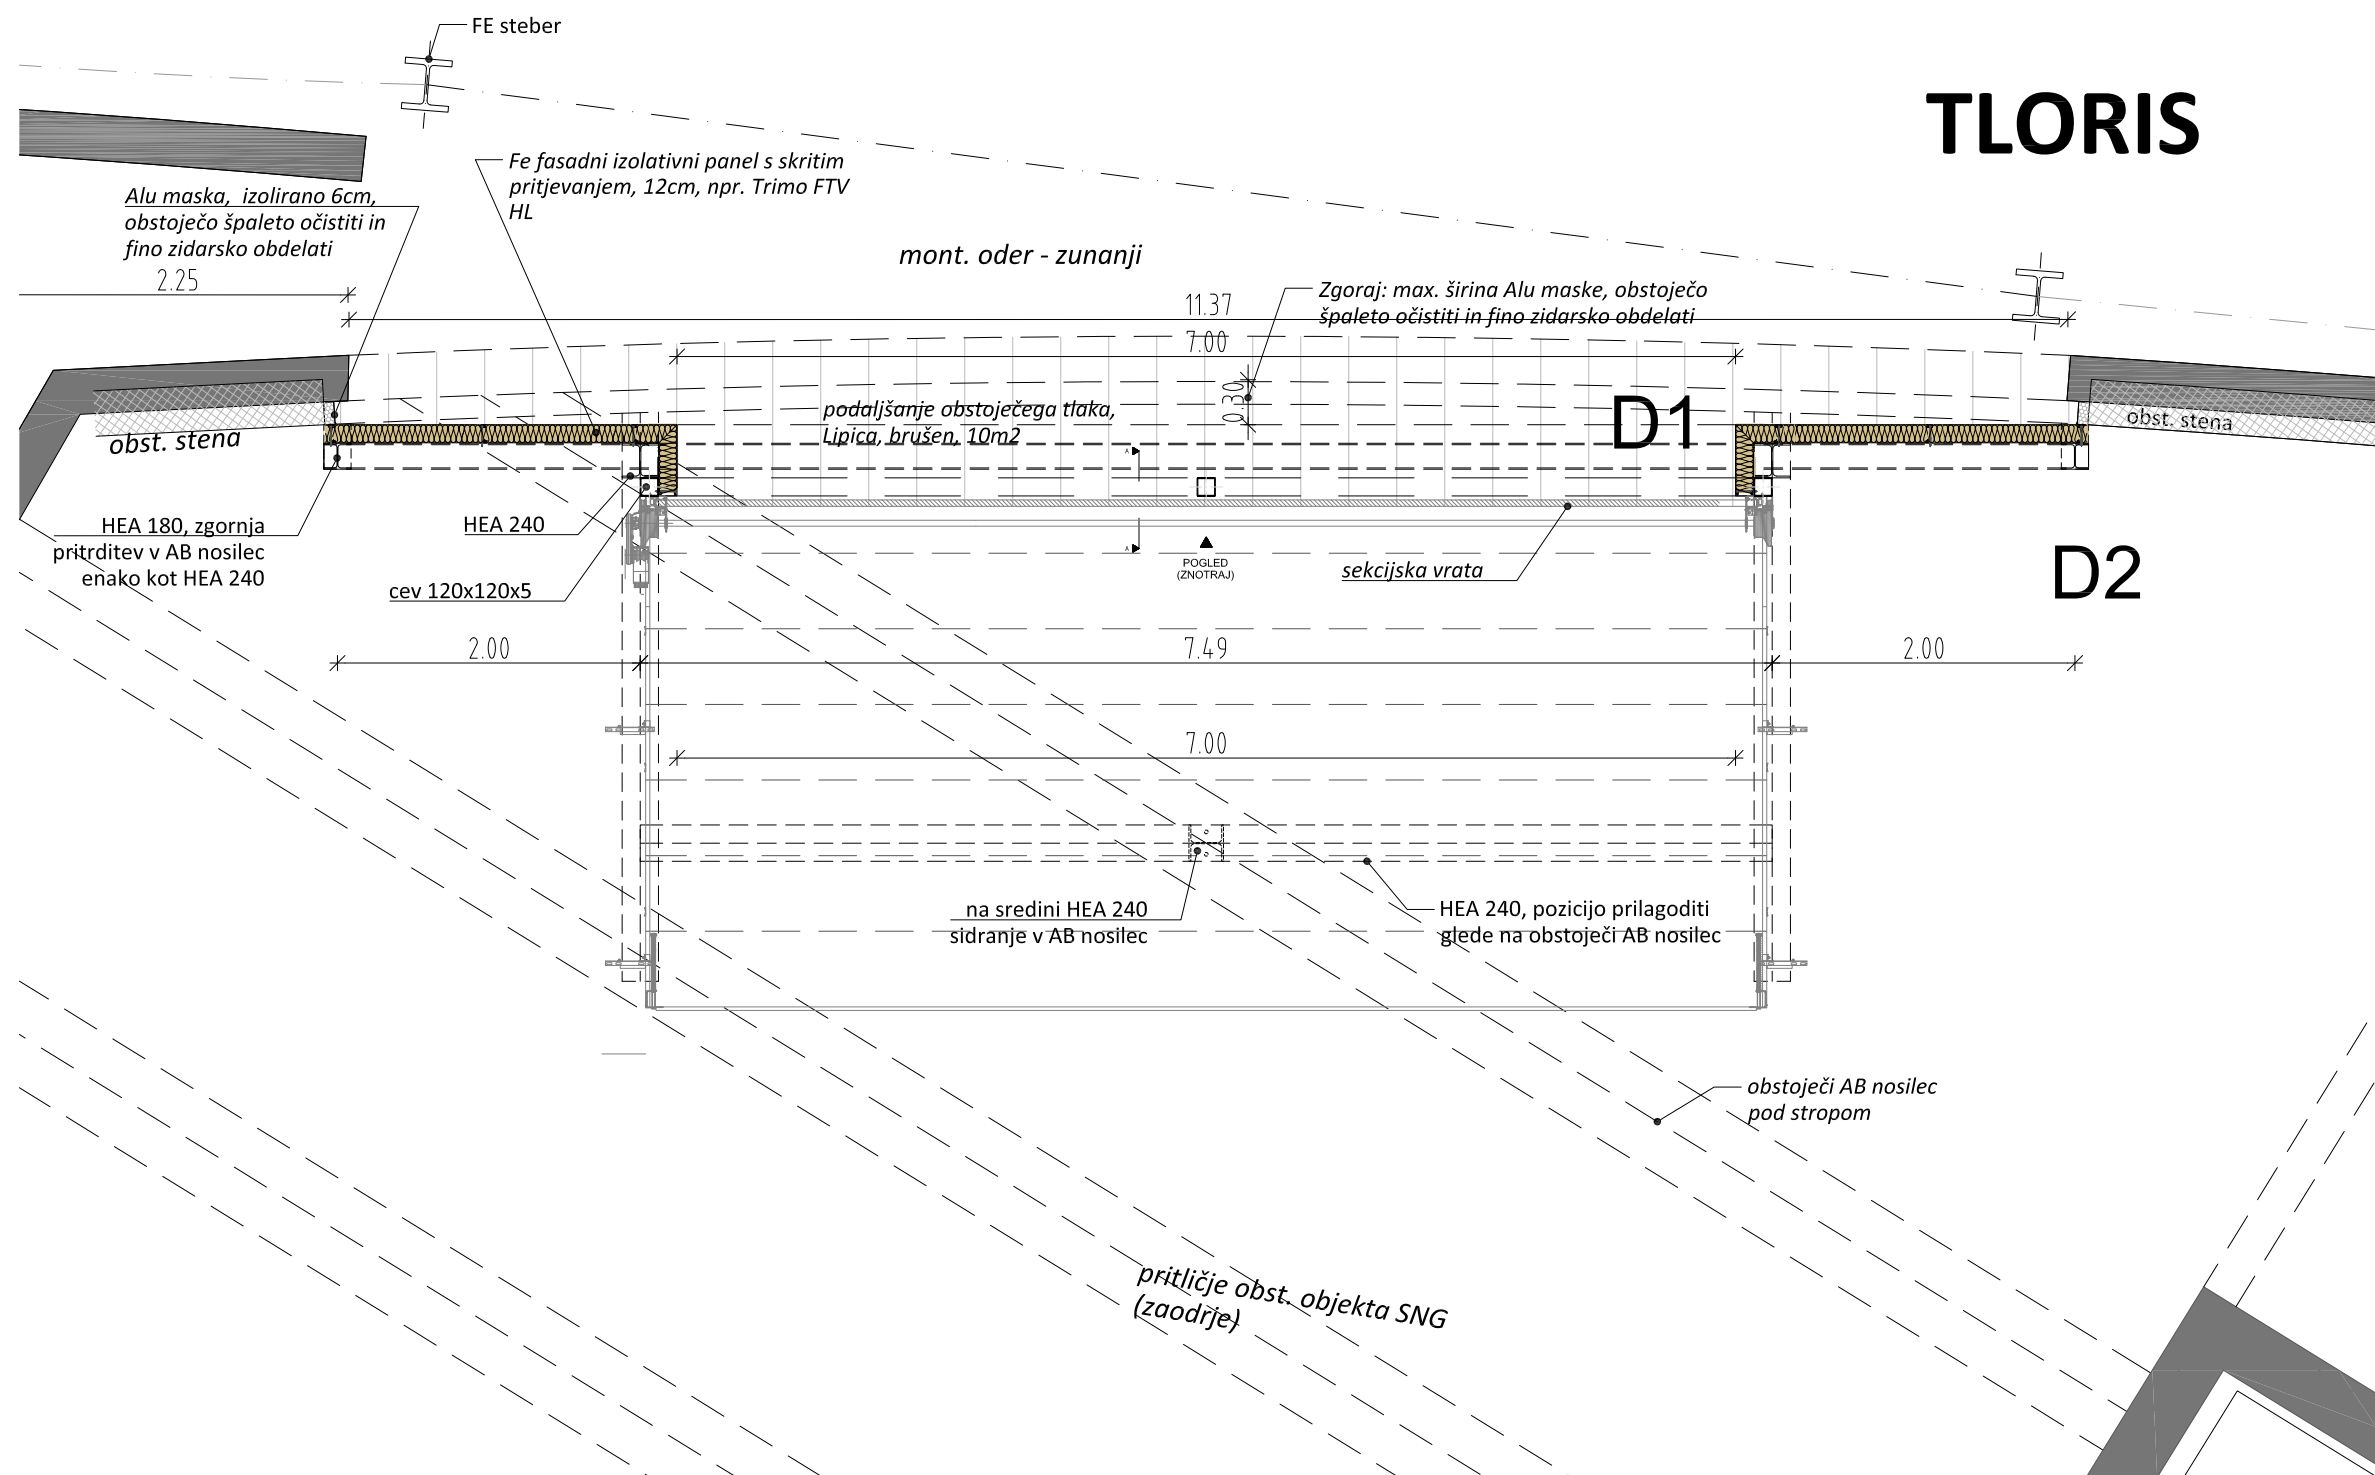 FE steber
TLORIS
Fe fasadni izolativni panel s skritim
pritjevanjem, 12cm, npr. Trimo FTV
HL
Alu maska, izolirano 6cm,
obstoječo špaleto očistiti in
fino zidarsko obdelati
mont. oder - zunanji
2.25
Zgoraj: max. širina Alu maske, obstoječo
špaleto očistiti in fino zidarsko obdelati
11.37
7.00
0.30
D1
podaljšanje obstoječega tlaka,
Lipica, brušen, 10m2
obst. stena
obst. stena
A
HEA 180, zgornja
pritrditev v AB nosilec
enako kot HEA 240
HEA 240
A
POGLED
(ZNOTRAJ)
sekcijska vrata
D2
cev 120x120x5
2.00
7.49
2.00
7.00
na sredini HEA 240
sidranje v AB nosilec
HEA 240, pozicijo prilagoditi
glede na obstoječi AB nosilec
obstoječi AB nosilec
pod stropom
pritličje obst. objekta SNG
(zaodrje)